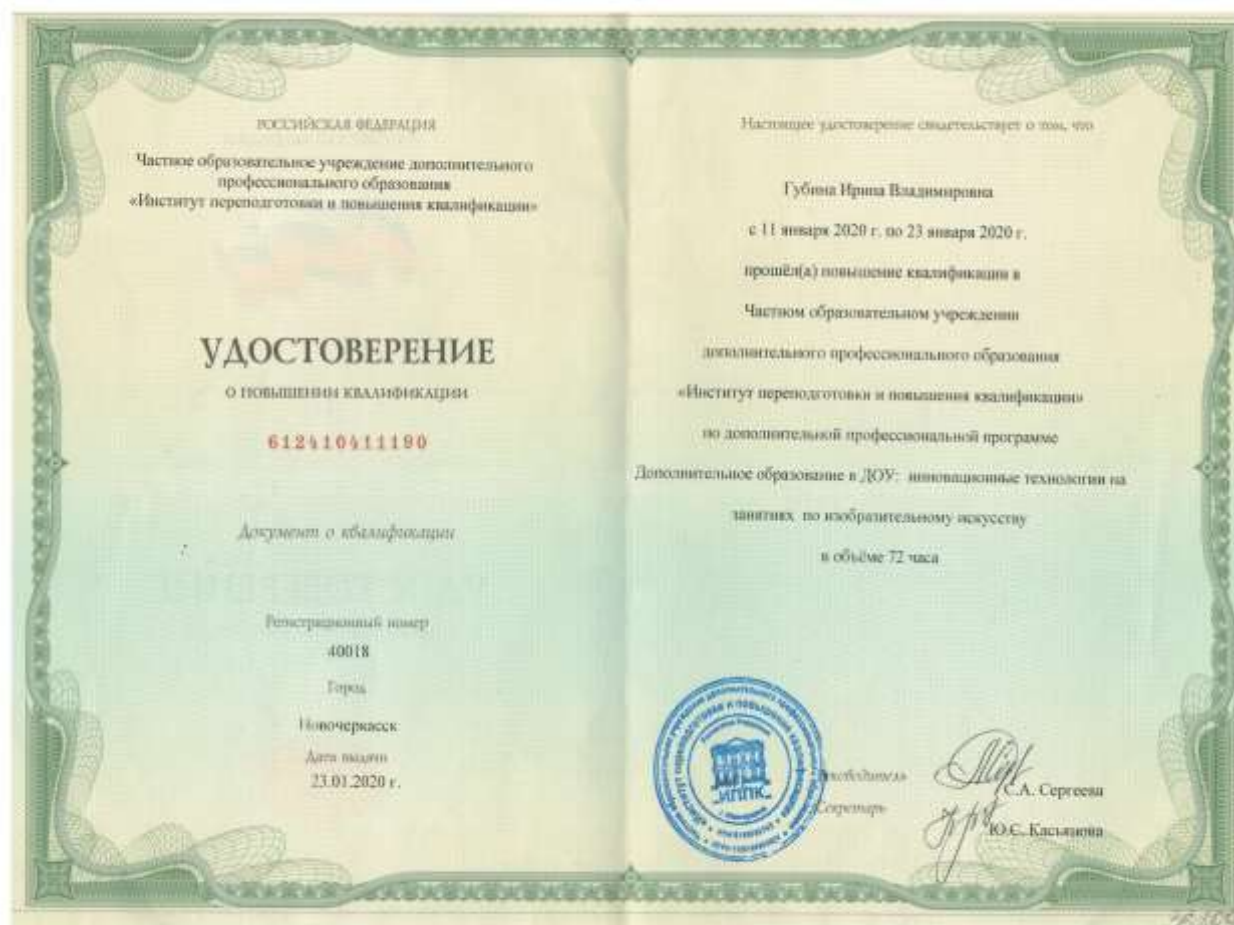 РОССИЙСКАЯ ФЕДЕРАЦИЯ
Частное образовательное учреждение дополнительного
профессионального образования
«Институт переподготовки и повышения квалификации»
УДОСТОВЕРЕНИЕ
О ПОВЫШЕНИИ КВАЛИФИКАЦИИ
612410411190
Документ о квалификации
Регистрационный номер
40018
Город
Новочеркасск
Дата выдачи
23.01.2020 г.
Настоящее удостоверение свидетельствует о том, что
Губина Ирина Владимировна
с 11 января 2020 г. по 23 января 2020 г.
прошёл(а) повышение квалификации в
Частном образовательном учреждении
дополнительного профессионального образования
«Институт переподготовки и повышения квалификации»
по дополнительной профессиональной программе
Дополнительное образование в ДОУ: инновационные технологии на
занятиях по изобразительному искусству
в объёме 72 часа
ИППК
Руководитель
С.А. Сергеева
Секретарь
Ю.С. Касьянова